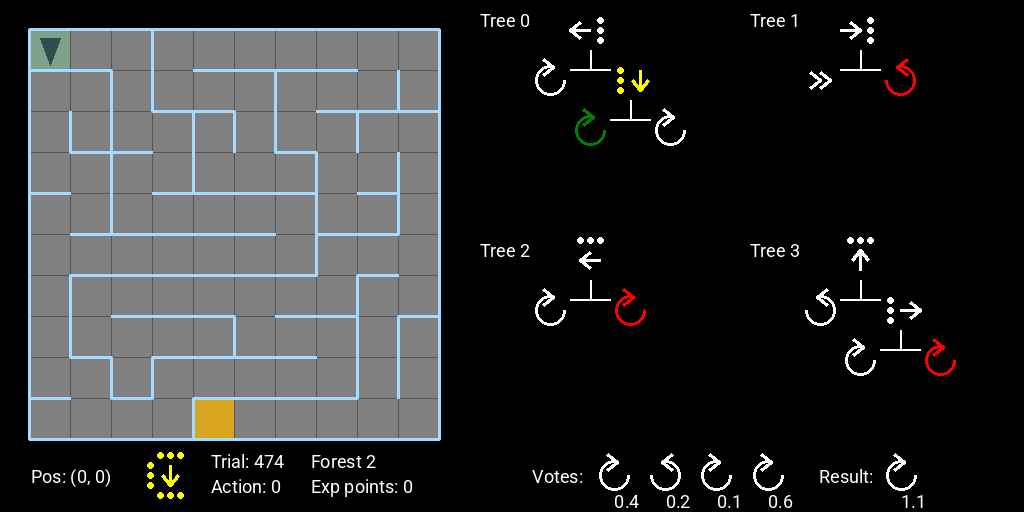 Tree 0
Tree 1
Tree 2
Tree 3
Pos: (0, 0)
Trial: 474
Forest 2
Action: 0
Exp points: 0
Votes:
0.4
0.2
0.1
0.6
Result:
1.1